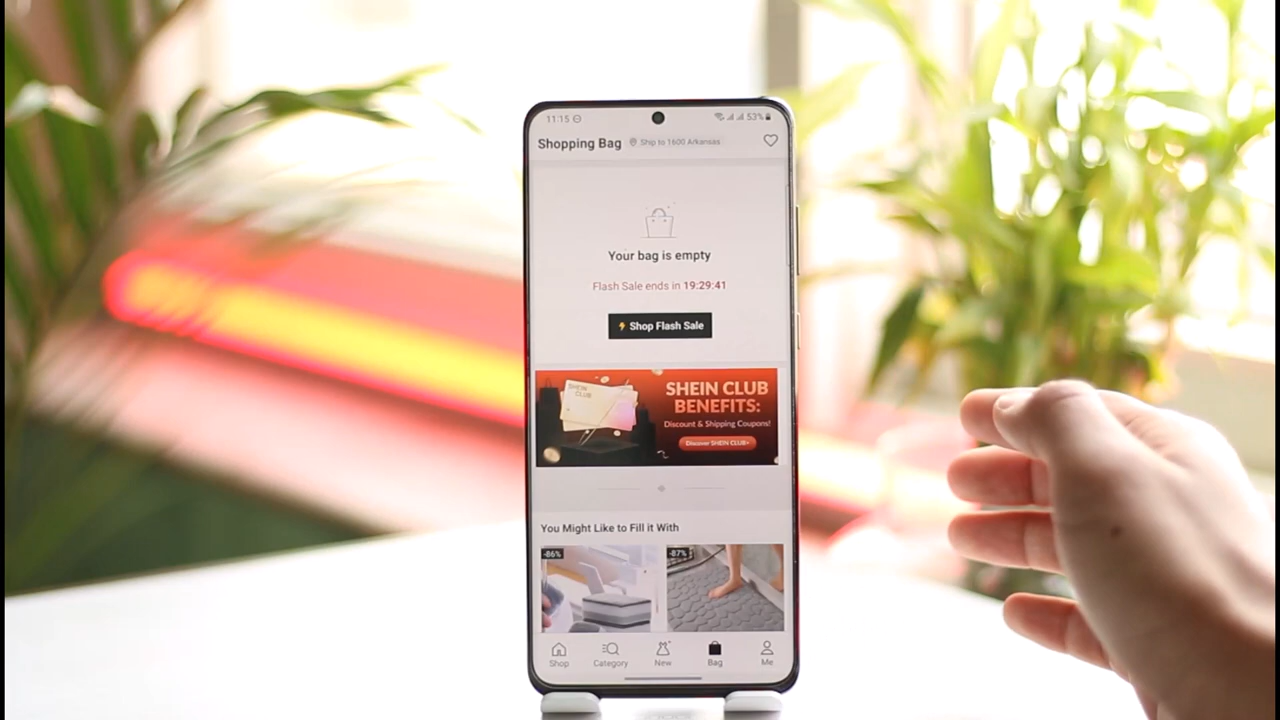 11:15
53%
Shopping Bag
Ship to 1600 Arkansas
Your bag is empty
Flash Sale ends in 19:29:41
Shop Flash Sale
SHEIN
CLUB
SHEIN CLUB
BENEFITS:
Discount & Shipping Coupons!
Discover SHEIN CLUB>
You Might Like to Fill it With
-86%
-87%
Shop
Category
New
Bag
Me